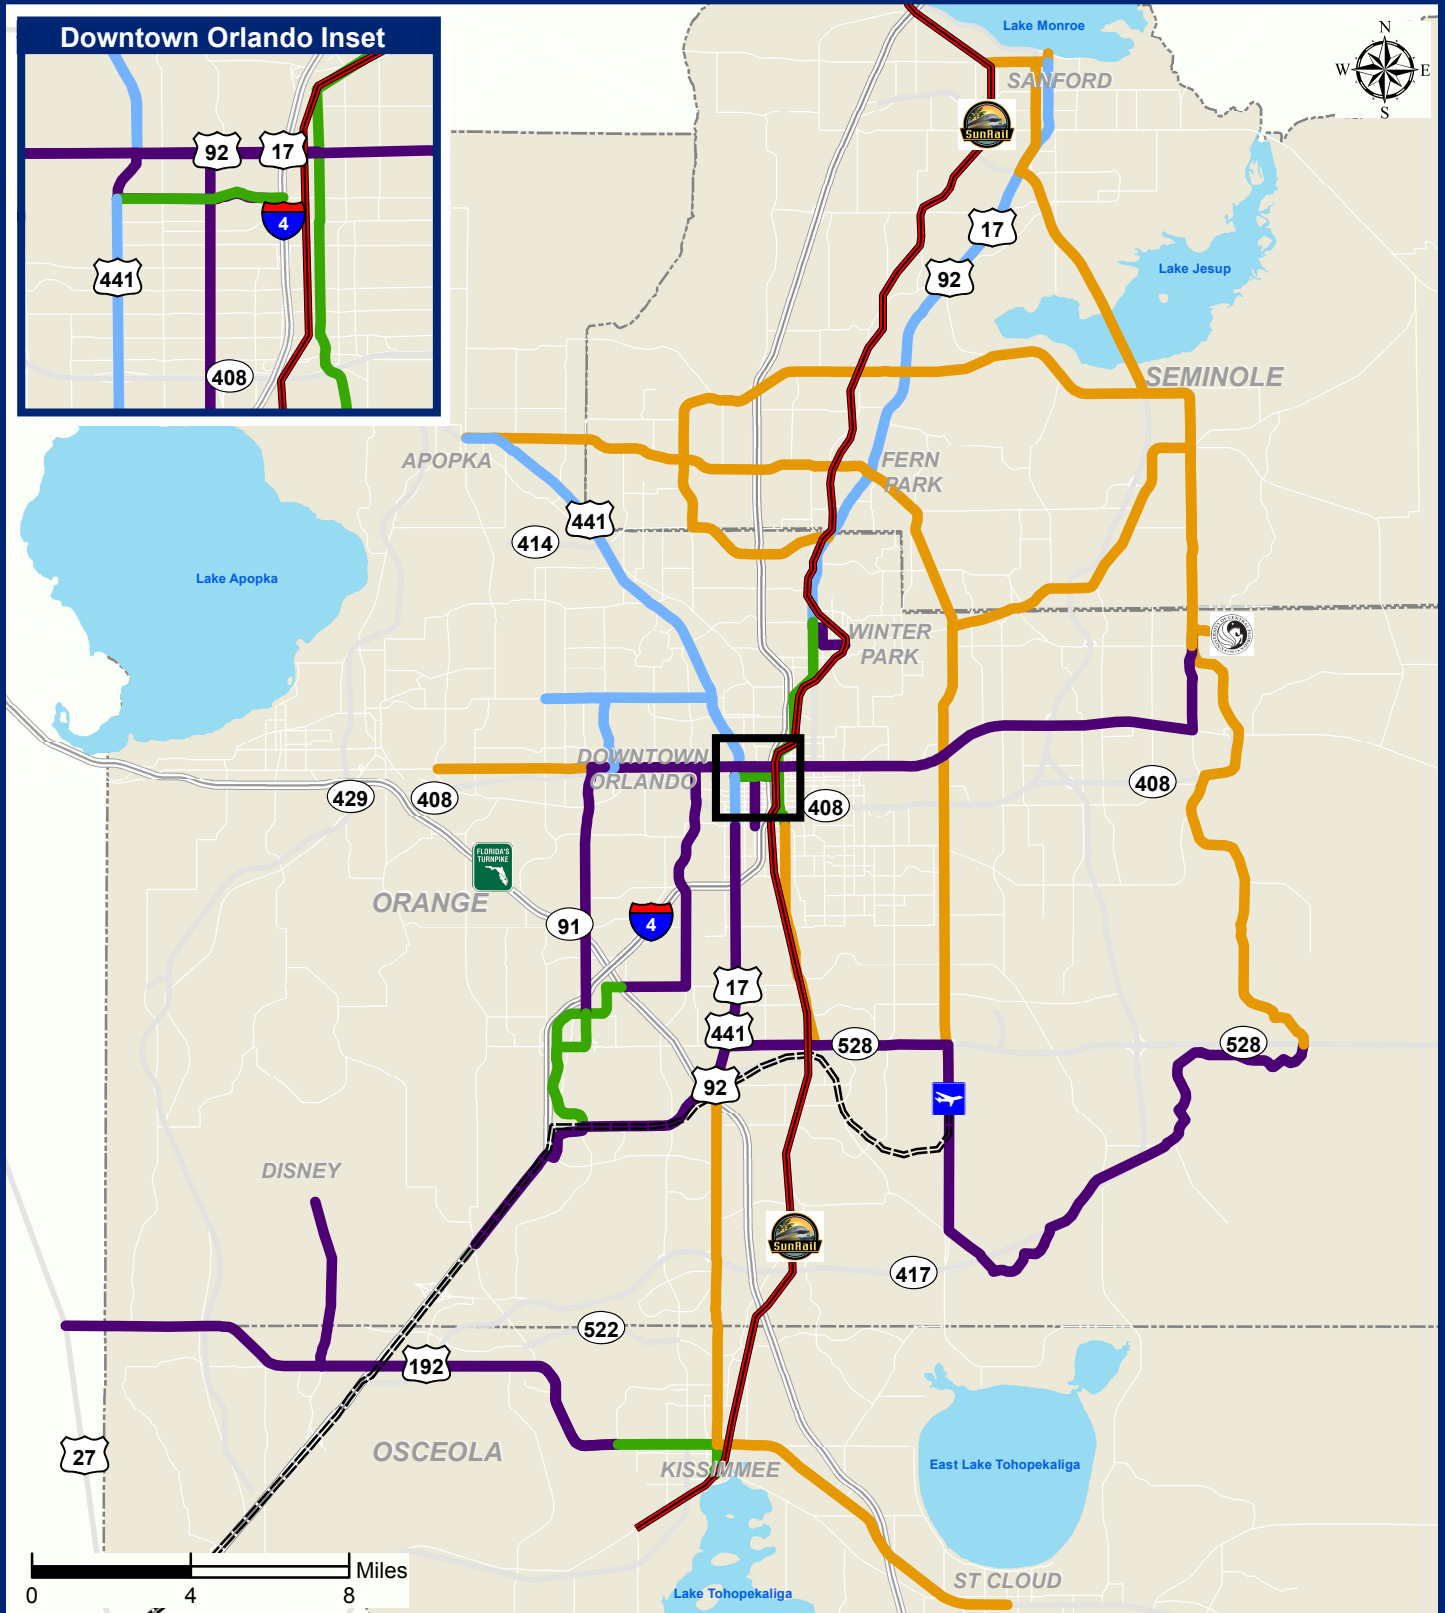 Downtown Orlando Inset
92
17
4
441
408
Lake Monroe
N
W
E
S
SANFORD
SunRail
17
92
Lake Jesup
SEMINOLE
APOPKA
FERN
PARK
441
414
Lake Apopka
WINTER
PARK
DOWNTOWN
ORLANDO
429
408
408
408
FLORIDA'S
TURNPIKE
ORANGE
91
4
17
441
528
528
92
DISNEY
SunRail
417
522
192
27
OSCEOLA
KISSIMMEE
East Lake Tohopekaliga
ST CLOUD
Lake Tohopekaliga
Miles
0
4
8